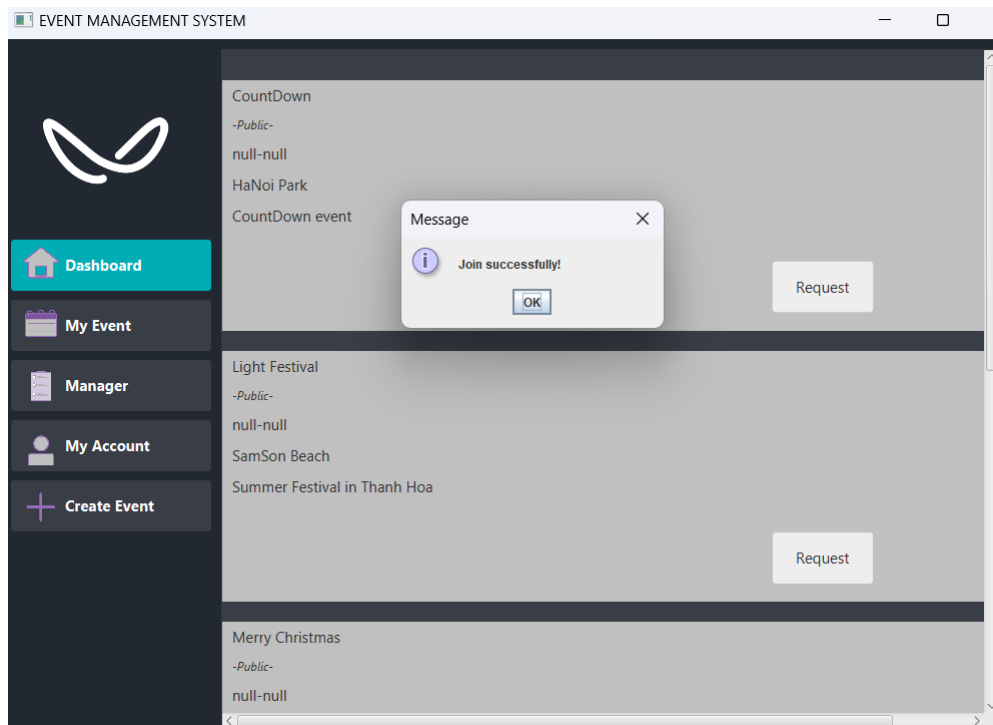 EVENT MANAGEMENT SYSTEM
Dashboard
My Event
Manager
My Account
Create Event
CountDown
-Public-
null-null
HaNoi Park
CountDown event
Request
Message
Join successfully!
OK
Light Festival
-Public-
null-null
SamSon Beach
Summer Festival in Thanh Hoa
Request
Merry Christmas
-Public-
null-null